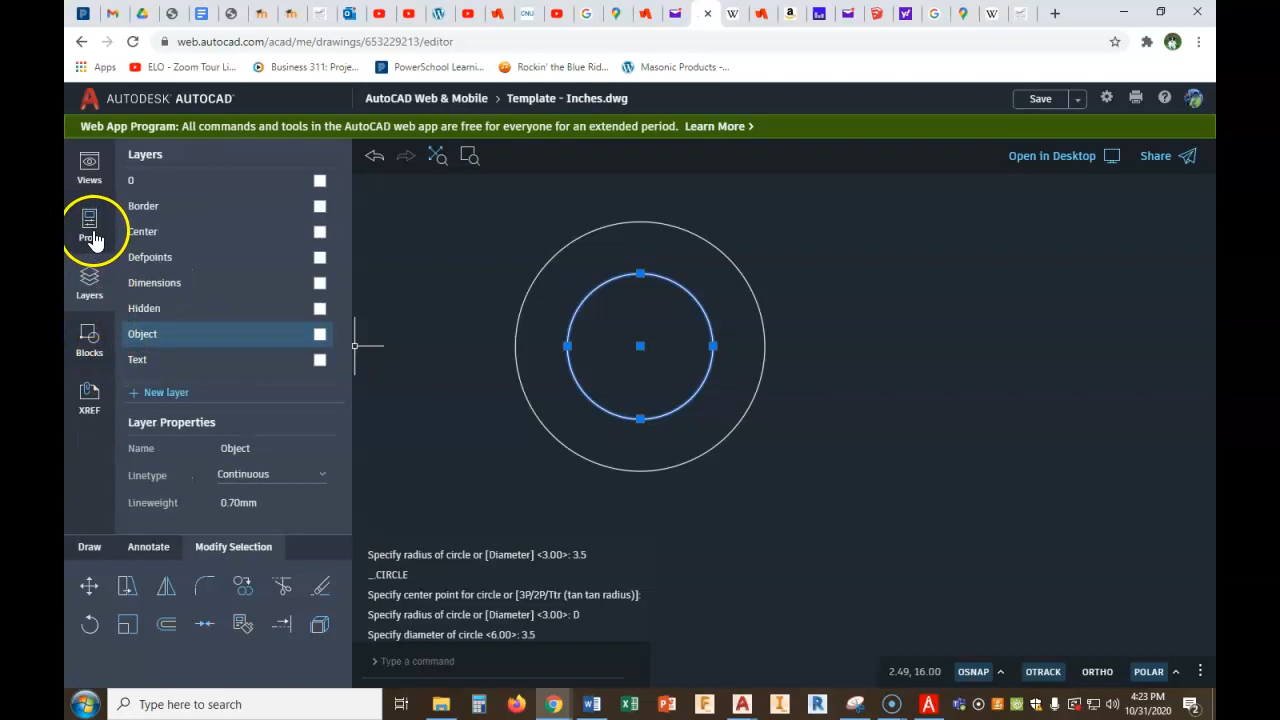 web.autocad.com/acad/me/drawings/653229213/editor
Apps ELO - Zoom Tour Li... Business 311: Proje... PowerSchool Learni... Rockin' the Blue Rid... Masonic Products -...
AUTODESK AUTOCAD
AutoCAD Web & Mobile > Template - Inches.dwg
Save
Web App Program: All commands and tools in the AutoCAD web app are free for everyone for an extended period. Learn More >
Views
Layers
Blocks
XREF
Layers
0
Border
Center
Defpoints
Dimensions
Hidden
Object
Text
+ New layer
Layer Properties
Name Object
Linetype Continuous
Lineweight 0.70mm
Draw Annotate Modify Selection
Open in Desktop Share
Specify radius of circle or [Diameter] <3.00>: 3.5
_.CIRCLE
Specify center point for circle or [3P/2P/Ttr (tan tan radius)]:
Specify radius of circle or [Diameter] <3.00>: D
Specify diameter of circle <6.00>: 3.5
> Type a command
2.49, 16.00 OSNAP OTRACK ORTHO POLAR
Type here to search
4:23 PM
10/31/2020